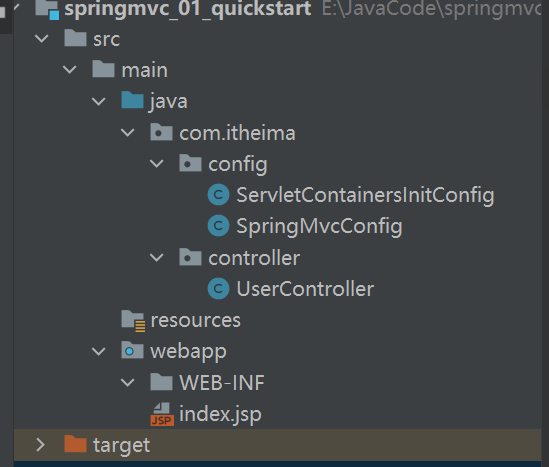 springmvc_01_quickstart E:\JavaCode\springmvc
src
main
java
com.itheima
config
ServletContainersInitConfig
SpringMvcConfig
controller
UserController
resources
webapp
WEB-INF
index.jsp
target